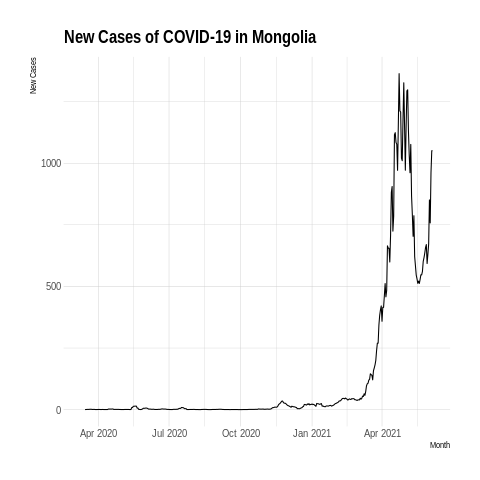 New Cases of COVID-19 in Mongolia
New Cases
1000
500
0
Apr 2020 Jul 2020 Oct 2020 Jan 2021 Apr 2021
Month